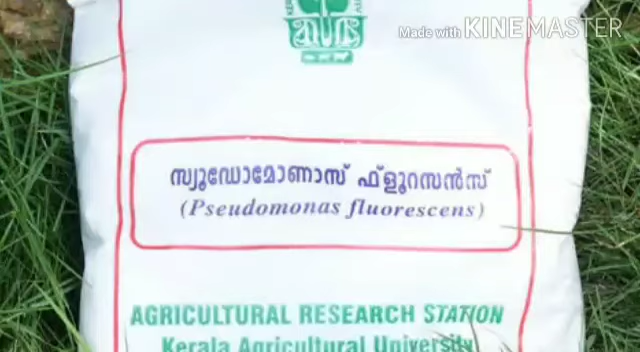 Made with KINEMASTER
സ്യൂഡോമോണാസ് ഫ്ളൂറസൻസ്
(Pseudomonas fluorescens)
AGRICULTURAL RESEARCH STATION
Kerala Agricultural University